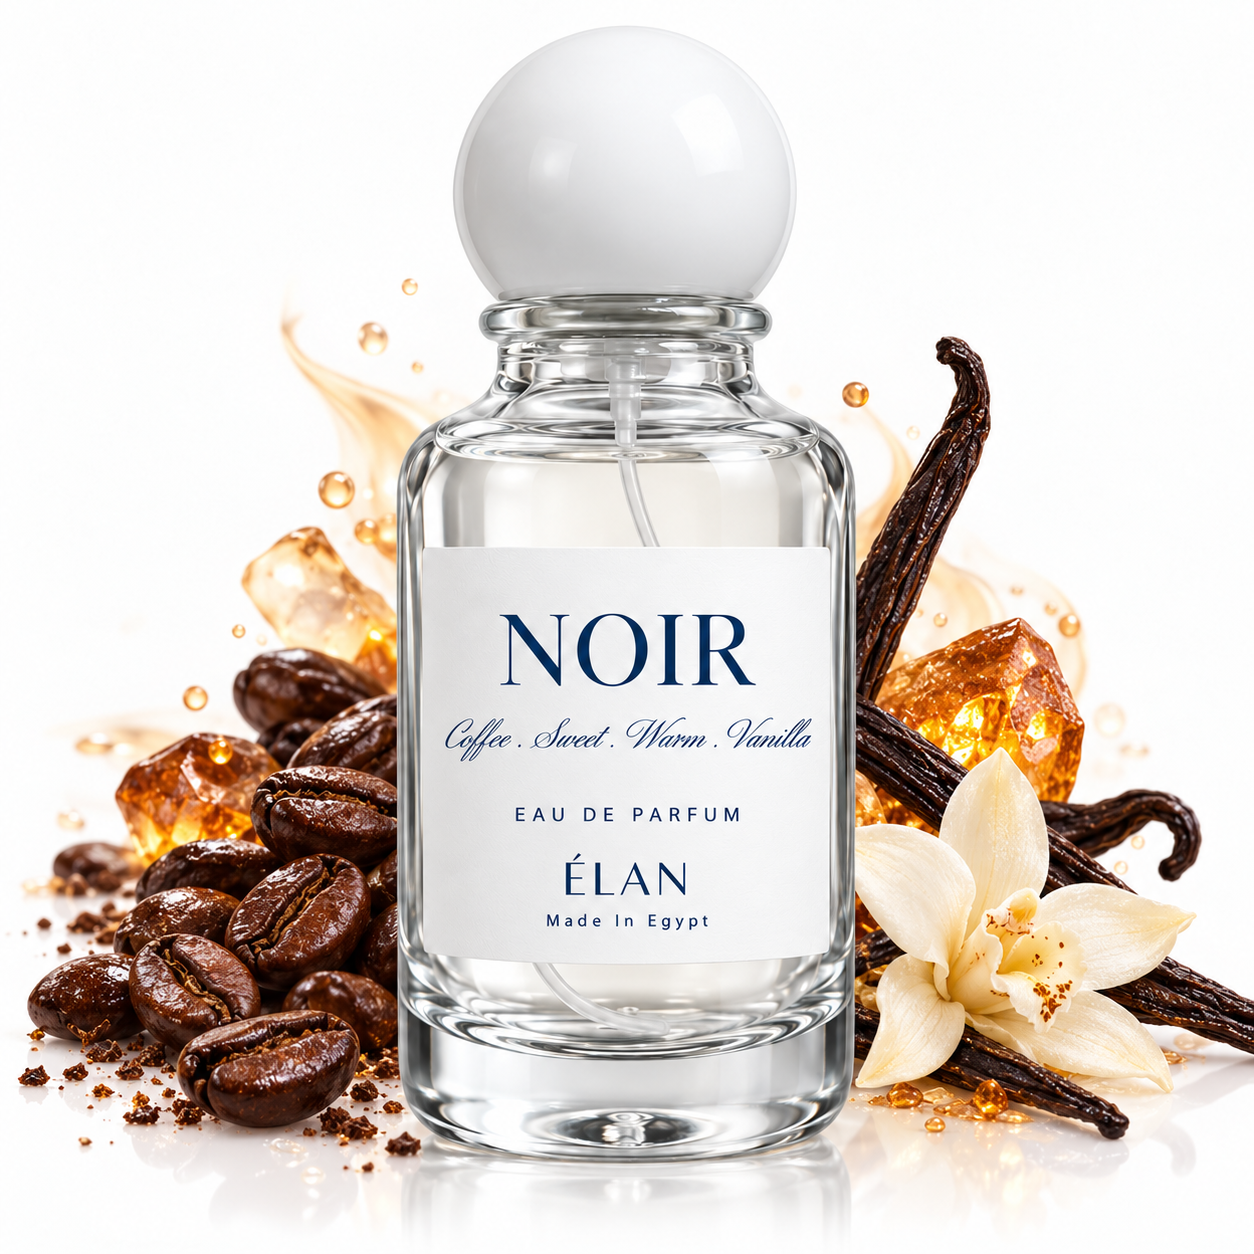 NOIR
Coffee . Sweet . Warm . Vanilla
EAU DE PARFUM
ÉLAN
Made In Egypt